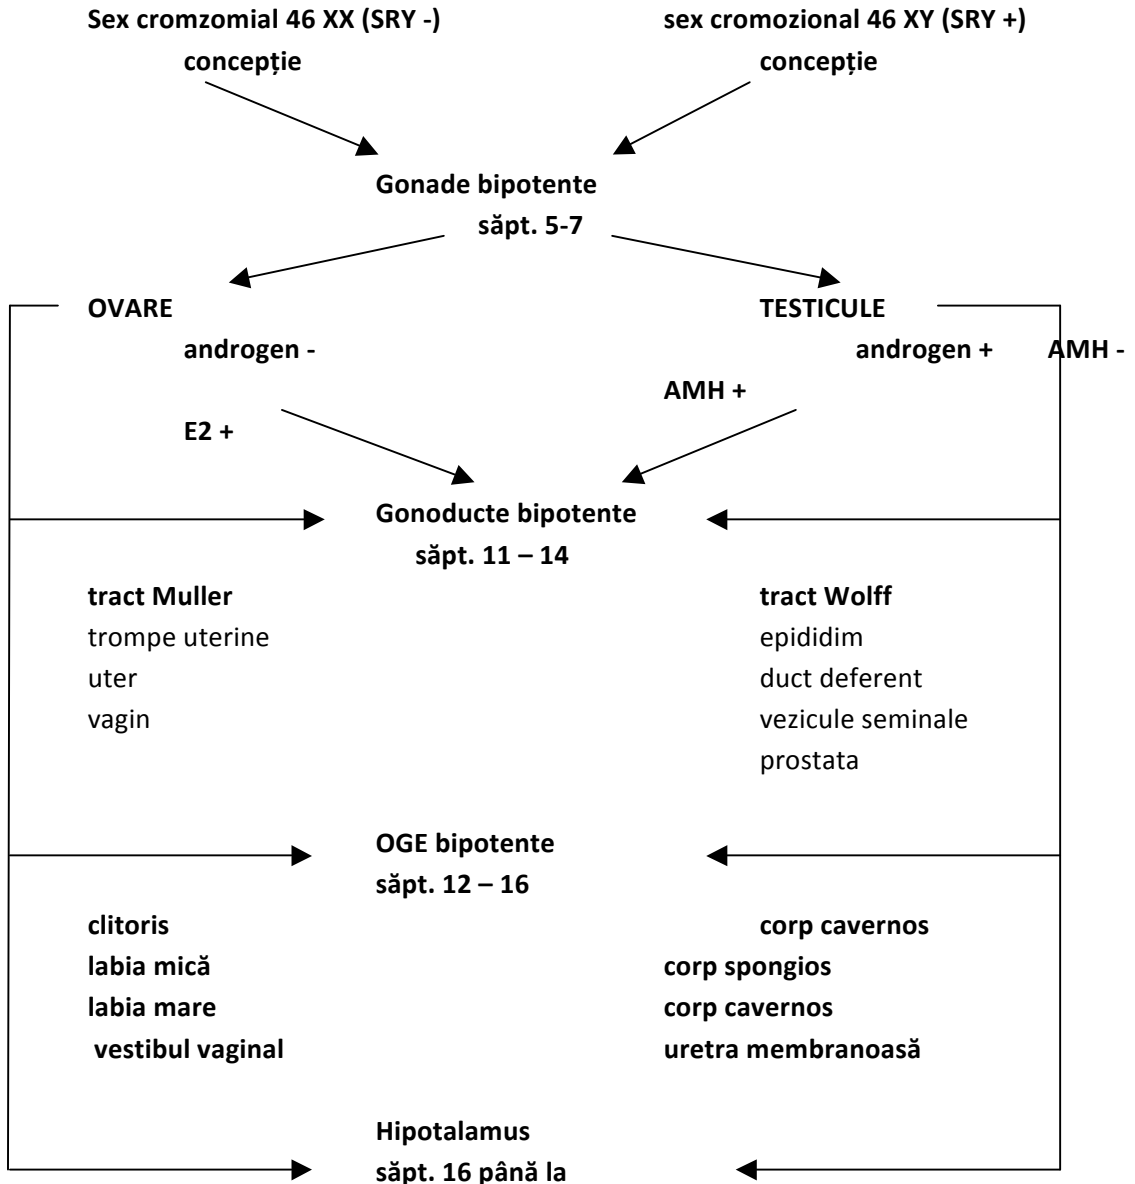 Sex cromzomial 46 XX (SRY -) sex cromozional 46 XY (SRY +)
concepție concepție
Gonade bipotente
săpt. 5-7
OVARE TESTICULE
androgen - androgen + AMH -
AMH +
E2 +
Gonoducte bipotente
săpt. 11 – 14
tract Muller tract Wolff
trompe uterine epididim
uter duct deferent
vagin vezicule seminale
prostata
OGE bipotente
săpt. 12 – 16
clitoris corp cavernos
labia mică corp spongios
labia mare corp cavernos
vestibul vaginal uretra membranoasă
Hipotalamus
săpt. 16 până la